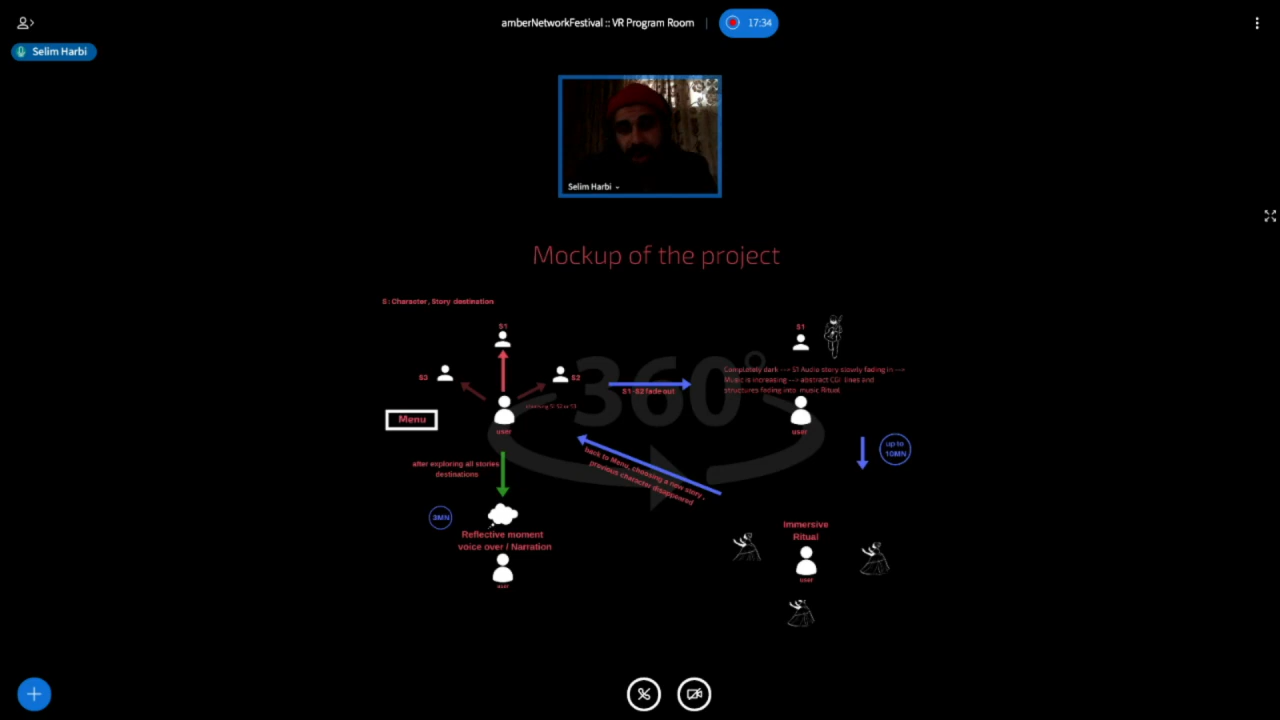 amberNetworkFestival :: VR Program Room
17:34
Selim Harbi
Selim Harbi
Mockup of the project
S: Character, Story destination
S1
S3
S2
user
Menu
360°
S1-S2 fade out
S1
Completely dark ---> S1 Audio story slowly fading in --->
Music is increasing ---> abstract CGI lines and
structures fading into music Ritual
user
up to
10MN
back to Menu, choosing a new story -
previous character disappeared
after exploring all stories
destinations
3MN
Reflective moment
voice over / Narration
user
Immersive
Ritual
user